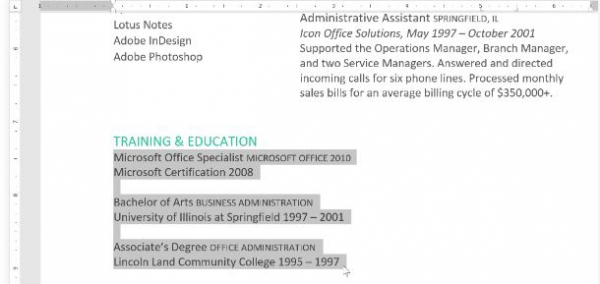 Lotus Notes
Adobe InDesign
Adobe Photoshop
Administrative Assistant SPRINGFIELD, IL
Icon Office Solutions, May 1997 – October 2001
Supported the Operations Manager, Branch Manager,
and two Service Managers. Answered and directed
incoming calls for six phone lines. Processed monthly
sales bills for an average billing cycle of $350,000+.
TRAINING & EDUCATION
Microsoft Office Specialist MICROSOFT OFFICE 2010
Microsoft Certification 2008
Bachelor of Arts BUSINESS ADMINISTRATION
University of Illinois at Springfield 1997 – 2001
Associate's Degree OFFICE ADMINISTRATION
Lincoln Land Community College 1995 – 1997